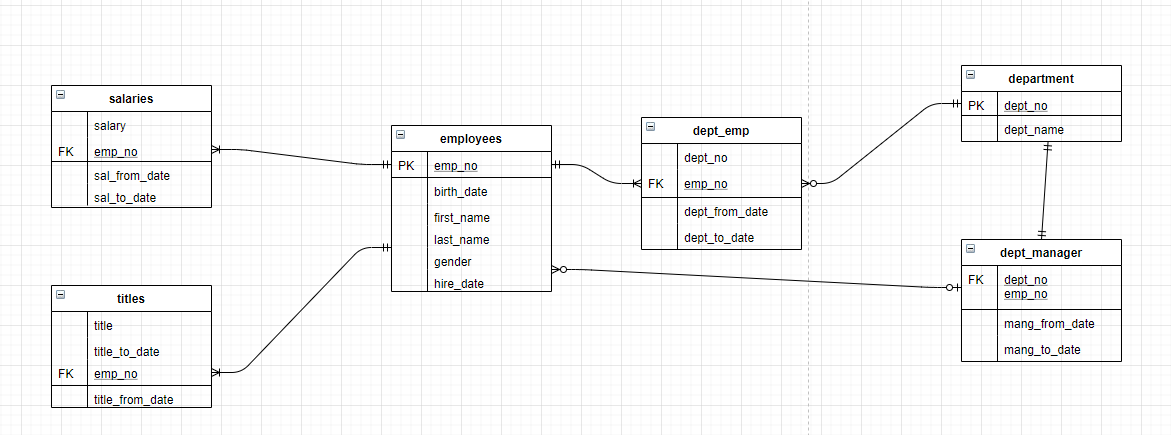 salaries
salary
FK emp_no
sal_from_date
sal_to_date
titles
title
title_to_date
FK emp_no
title_from_date
employees
PK emp_no
birth_date
first_name
last_name
gender
hire_date
dept_emp
dept_no
FK emp_no
dept_from_date
dept_to_date
department
PK dept_no
dept_name
dept_manager
FK dept_no
emp_no
mang_from_date
mang_to_date